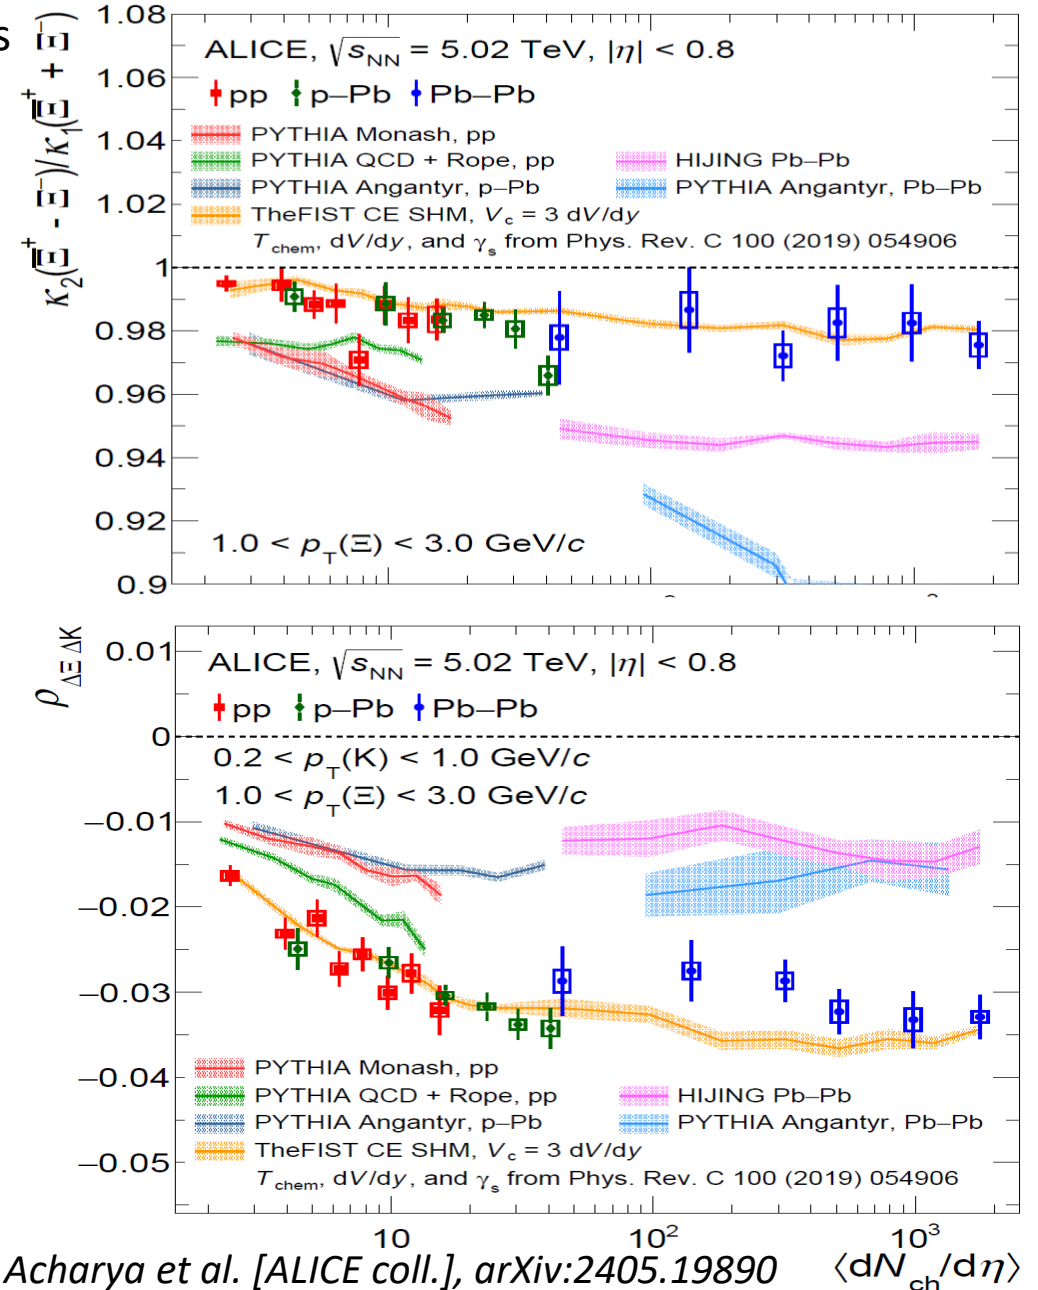 s
κ₂(Ξ̅⁺ - Ξ⁻)/κ₁(Ξ̅⁺ + Ξ⁻)
1.08
1.06
1.04
1.02
1
0.98
0.96
0.94
0.92
0.9
ALICE, √s_NN = 5.02 TeV, |η| < 0.8
pp p–Pb Pb–Pb
PYTHIA Monash, pp
PYTHIA QCD + Rope, pp HIJING Pb–Pb
PYTHIA Angantyr, p–Pb PYTHIA Angantyr, Pb–Pb
TheFIST CE SHM, V_c = 3 dV/dy
T_chem, dV/dy, and γ_s from Phys. Rev. C 100 (2019) 054906
1.0 < p_T(Ξ) < 3.0 GeV/c
ρ_ΔΞ ΔK
0.01
0
−0.01
−0.02
−0.03
−0.04
−0.05
ALICE, √s_NN = 5.02 TeV, |η| < 0.8
pp p–Pb Pb–Pb
0.2 < p_T(K) < 1.0 GeV/c
1.0 < p_T(Ξ) < 3.0 GeV/c
PYTHIA Monash, pp
PYTHIA QCD + Rope, pp HIJING Pb–Pb
PYTHIA Angantyr, p–Pb PYTHIA Angantyr, Pb–Pb
TheFIST CE SHM, V_c = 3 dV/dy
T_chem, dV/dy, and γ_s from Phys. Rev. C 100 (2019) 054906
10 10² 10³
Acharya et al. [ALICE coll.], arXiv:2405.19890 ⟨dN_ch/dη⟩